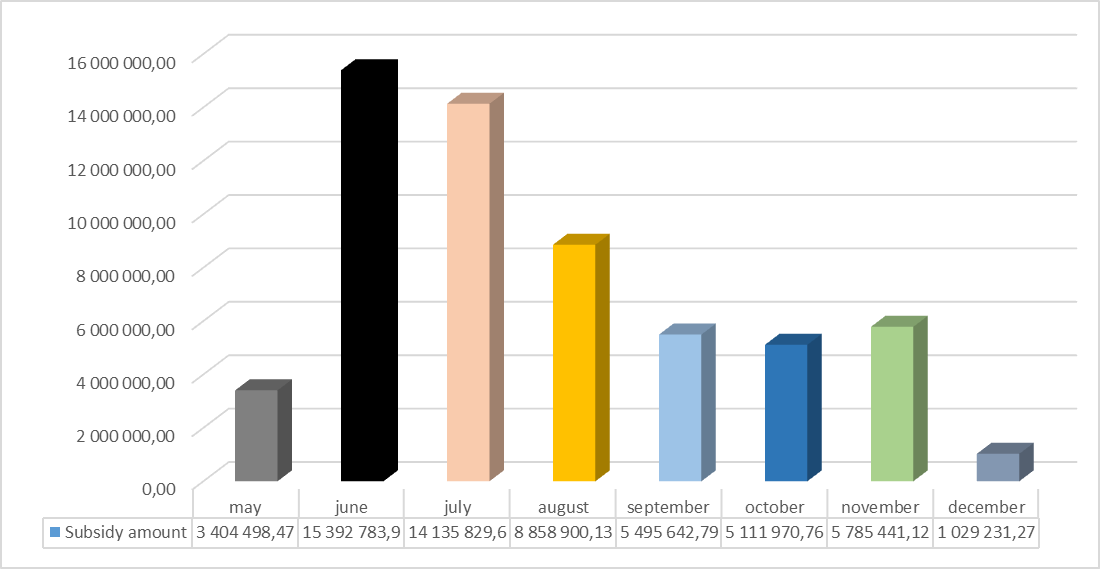 16 000 000,00
14 000 000,00
12 000 000,00
10 000 000,00
8 000 000,00
6 000 000,00
4 000 000,00
2 000 000,00
0,00
may june july august september october november december
Subsidy amount 3 404 498,47 15 392 783,9 14 135 829,6 8 858 900,13 5 495 642,79 5 111 970,76 5 785 441,12 1 029 231,27